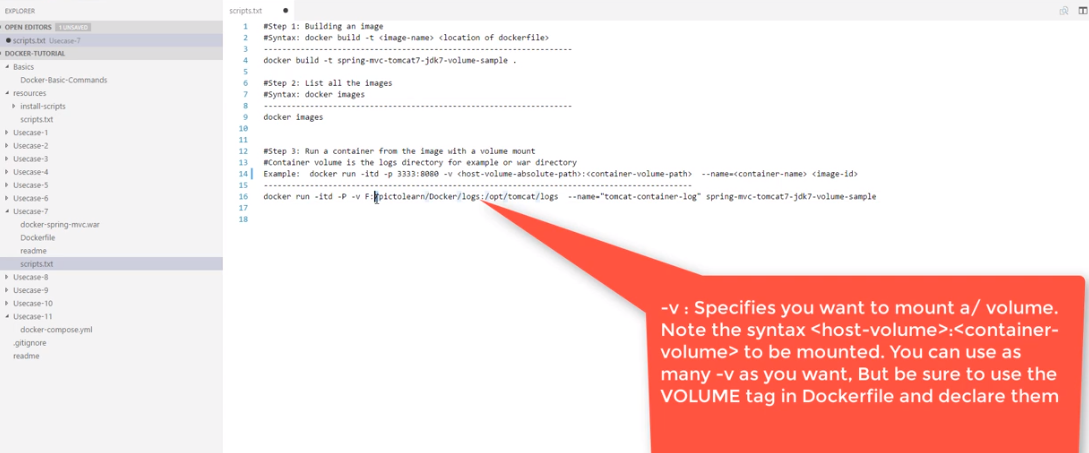 EXPLORER
OPEN EDITORS 1 UNSAVED
scripts.txt Usecase-7
DOCKER-TUTORIAL
Basics
Docker-Basic-Commands
resources
install-scripts
scripts.txt
Usecase-1
Usecase-2
Usecase-3
Usecase-4
Usecase-5
Usecase-6
Usecase-7
docker-spring-mvc.war
Dockerfile
readme
scripts.txt
Usecase-8
Usecase-9
Usecase-10
Usecase-11
docker-compose.yml
.gitignore
readme
scripts.txt
1 #Step 1: Building an image
2 #Syntax: docker build -t <image-name> <location of dockerfile>
3 -------------------------------------------------------------------
4 docker build -t spring-mvc-tomcat7-jdk7-volume-sample .
5
6 #Step 2: List all the images
7 #Syntax: docker images
8 -------------------------------------------------------------------
9 docker images
10
11
12 #Step 3: Run a container from the image with a volume mount
13 #Container volume is the logs directory for example or war directory
14 Example: docker run -itd -p 3333:8080 -v <host-volume-absolute-path>:<container-volume-path> --name=<container-name> <image-id>
15 ---------------------------------------------------------------------------------------------
16 docker run -itd -P -v F:/pictolearn/Docker/logs:/opt/tomcat/logs --name="tomcat-container-log" spring-mvc-tomcat7-jdk7-volume-sample
17
18
-v : Specifies you want to mount a/ volume.
Note the syntax <host-volume>:<container-
volume> to be mounted. You can use as
many -v as you want, But be sure to use the
VOLUME tag in Dockerfile and declare them